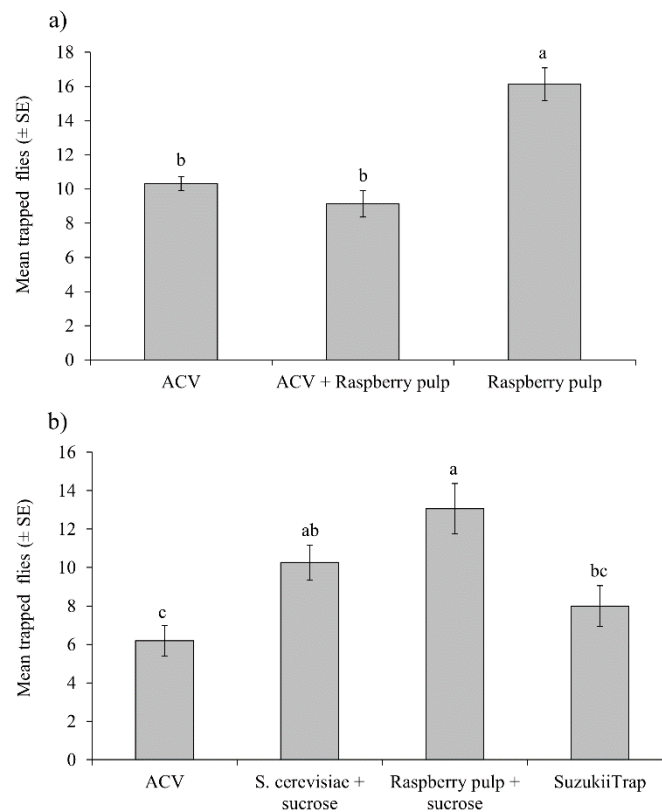 a)
Mean trapped flies (± SE)
18
16
14
12
10
8
6
4
2
0
b
b
a
ACV
ACV + Raspberry pulp
Raspberry pulp
b)
Mean trapped flies (± SE)
16
14
12
10
8
6
4
2
0
c
ab
a
bc
ACV
S. cerevisiae +
sucrose
Raspberry pulp +
sucrose
SuzukiiTrap